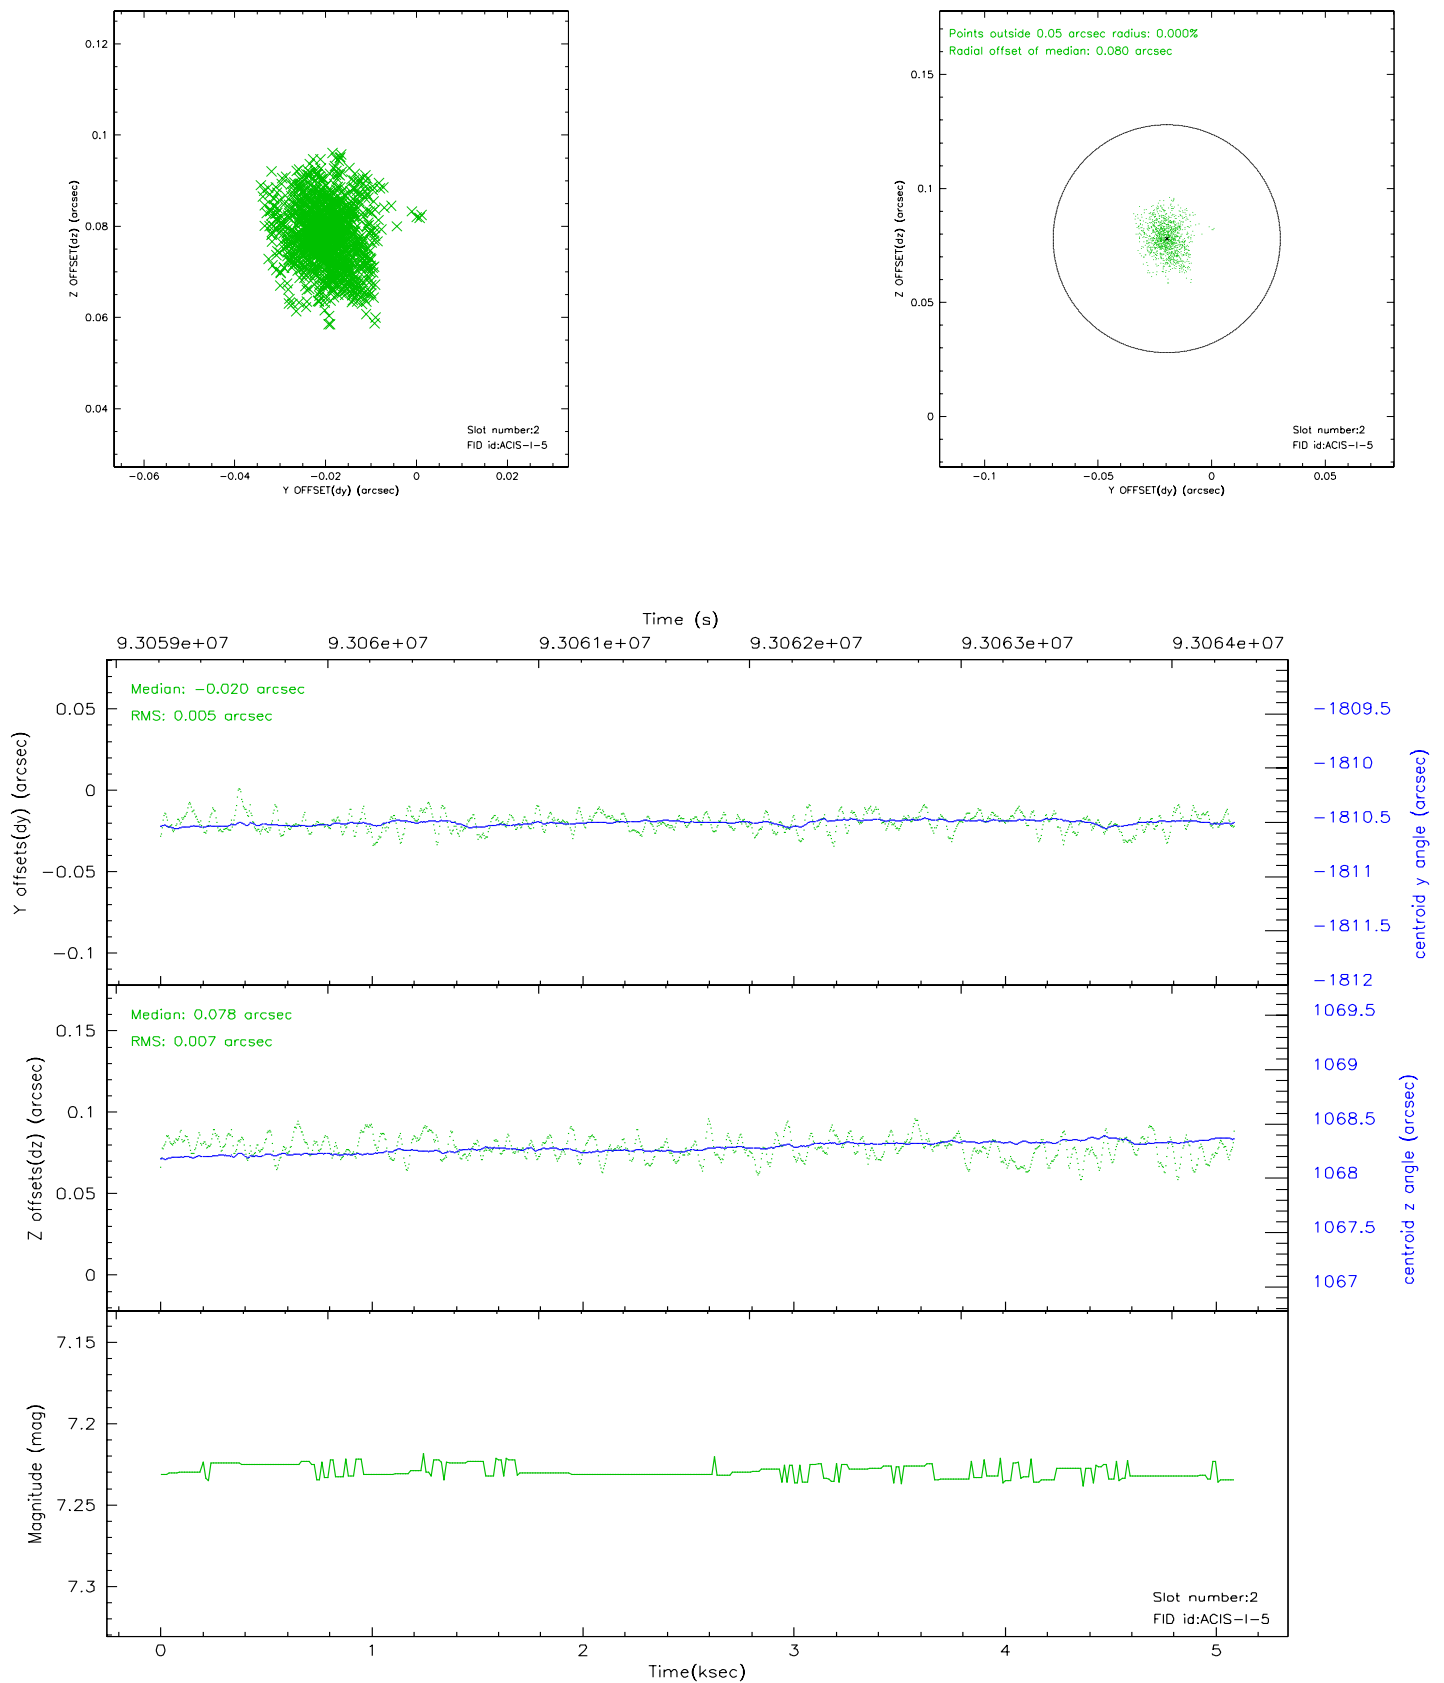 0.12
0.1
0.08
0.06
0.04
Z OFFSET(dz) (arcsec)
Slot number:2
FID id:ACIS-I-5
-0.06 -0.04 -0.02 0 0.02
Y OFFSET(dy) (arcsec)
Points outside 0.05 arcsec radius: 0.000%
Radial offset of median: 0.080 arcsec
0.15
0.1
0.05
0
Z OFFSET(dz) (arcsec)
Slot number:2
FID id:ACIS-I-5
-0.1 -0.05 0 0.05
Y OFFSET(dy) (arcsec)
Time (s)
9.3059e+07 9.306e+07 9.3061e+07 9.3062e+07 9.3063e+07 9.3064e+07
Median: -0.020 arcsec
RMS: 0.005 arcsec
0.05
0
-0.05
-0.1
Y offsets(dy) (arcsec)
-1809.5
-1810
-1810.5
-1811
-1811.5
-1812
centroid y angle (arcsec)
Median: 0.078 arcsec
RMS: 0.007 arcsec
0.15
0.1
0.05
0
Z offsets(dz) (arcsec)
1069.5
1069
1068.5
1068
1067.5
1067
centroid z angle (arcsec)
7.15
7.2
7.25
7.3
Magnitude (mag)
Slot number:2
FID id:ACIS-I-5
0 1 2 3 4 5
Time(ksec)